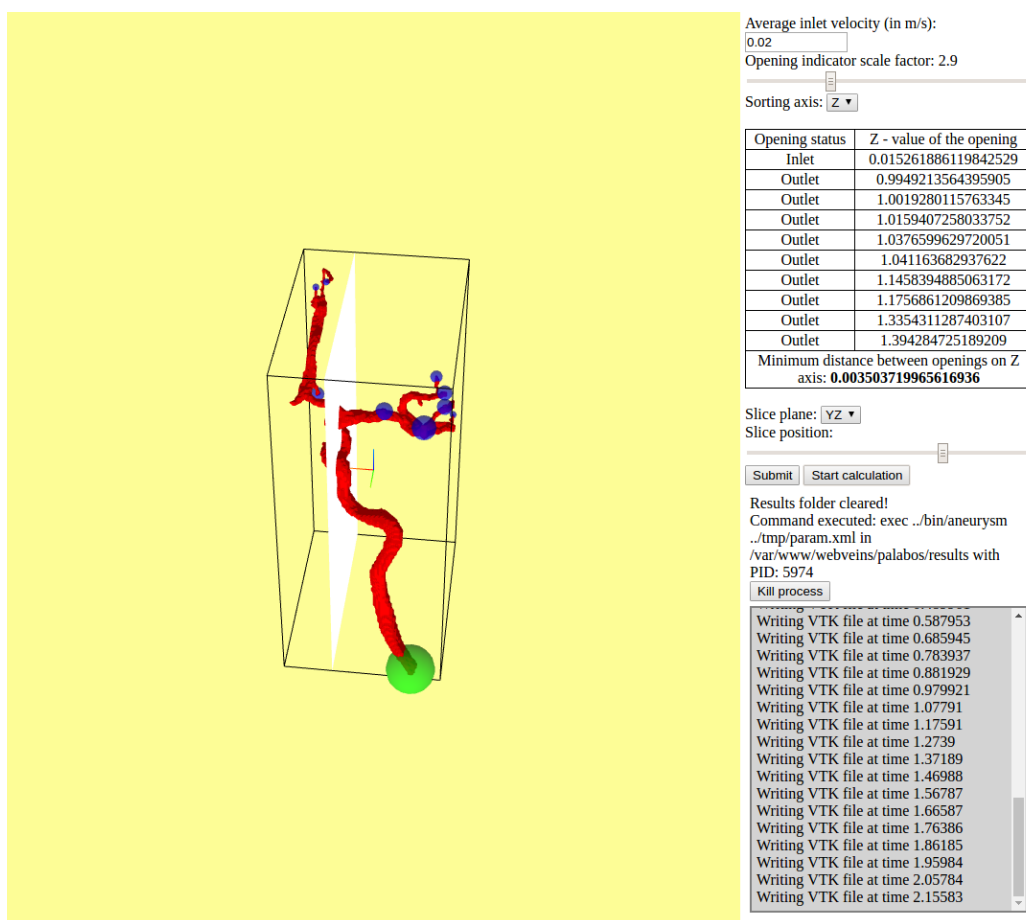 Average inlet velocity (in m/s):
0.02
Opening indicator scale factor: 2.9
Sorting axis: Z
Opening status Z - value of the opening
Inlet 0.015261886119842529
Outlet 0.9949213564395905
Outlet 1.0019280115763345
Outlet 1.0159407258033752
Outlet 1.0376599629720051
Outlet 1.041163682937622
Outlet 1.1458394885063172
Outlet 1.1756861209869385
Outlet 1.3354311287403107
Outlet 1.394284725189209
Minimum distance between openings on Z
axis: 0.003503719965616936
Slice plane: YZ
Slice position:
Submit Start calculation
Results folder cleared!
Command executed: exec ../bin/aneurysm
../tmp/param.xml in
/var/www/webveins/palabos/results with
PID: 5974
Kill process
Writing VTK file at time
Writing VTK file at time 0.587953
Writing VTK file at time 0.685945
Writing VTK file at time 0.783937
Writing VTK file at time 0.881929
Writing VTK file at time 0.979921
Writing VTK file at time 1.07791
Writing VTK file at time 1.17591
Writing VTK file at time 1.2739
Writing VTK file at time 1.37189
Writing VTK file at time 1.46988
Writing VTK file at time 1.56787
Writing VTK file at time 1.66587
Writing VTK file at time 1.76386
Writing VTK file at time 1.86185
Writing VTK file at time 1.95984
Writing VTK file at time 2.05784
Writing VTK file at time 2.15583